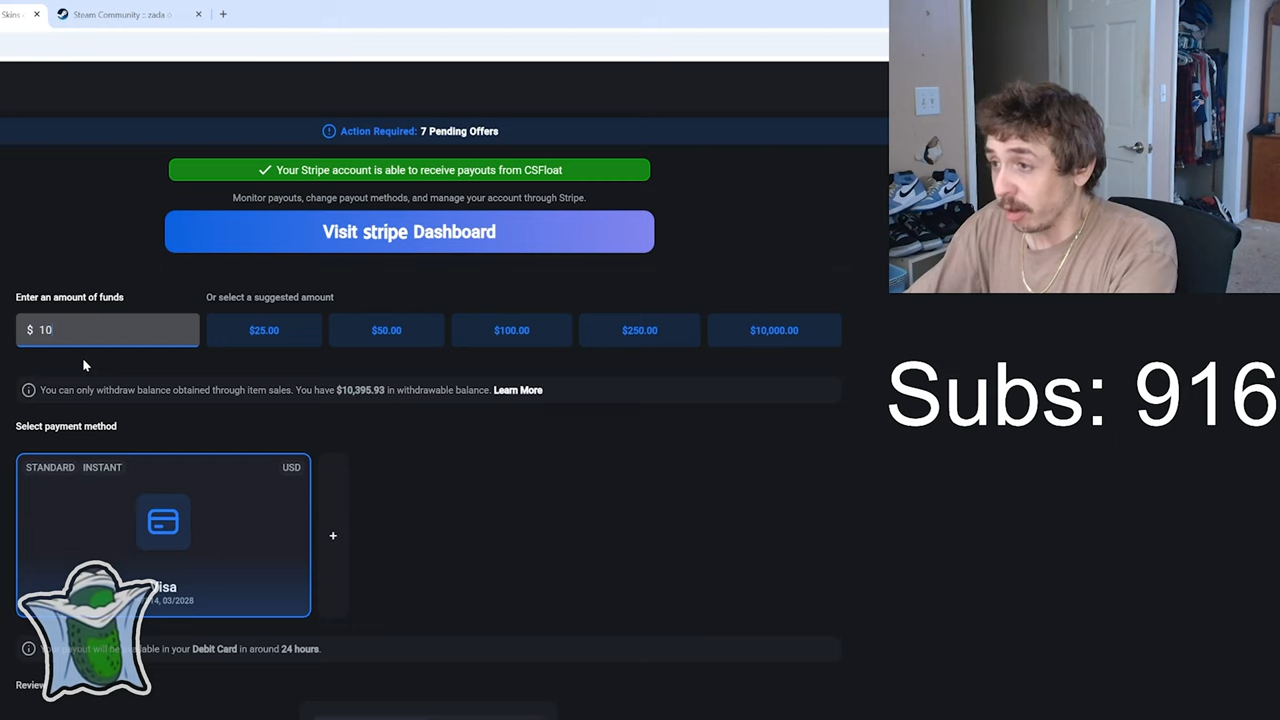 Skins
Steam Community :: zada
Action Required: 7 Pending Offers
Your Stripe account is able to receive payouts from CSFloat
Monitor payouts, change payout methods, and manage your account through Stripe.
Visit stripe Dashboard
Enter an amount of funds
Or select a suggested amount
$ 10
$25.00
$50.00
$100.00
$250.00
$10,000.00
You can only withdraw balance obtained through item sales. You have $10,395.93 in withdrawable balance. Learn More
Subs: 916
Select payment method
STANDARD INSTANT USD
+
Visa
03/2028
payout will be available in your Debit Card in around 24 hours.